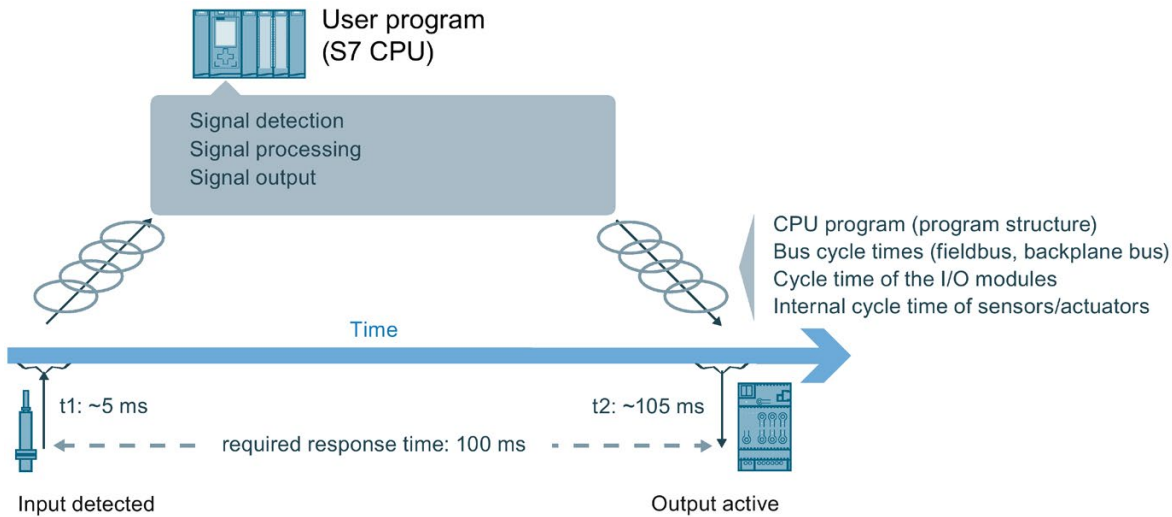 User program
(S7 CPU)
Signal detection
Signal processing
Signal output
CPU program (program structure)
Bus cycle times (fieldbus, backplane bus)
Cycle time of the I/O modules
Internal cycle time of sensors/actuators
Time
t1: ~5 ms
t2: ~105 ms
required response time: 100 ms
Input detected
Output active